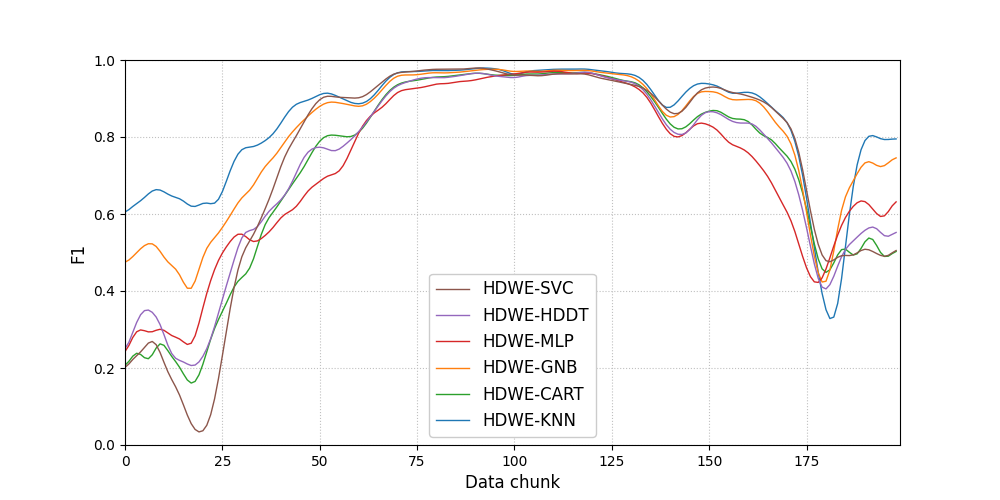 1.0
0.8
0.6
0.4
0.2
0.0
F1
HDWE-SVC
HDWE-HDDT
HDWE-MLP
HDWE-GNB
HDWE-CART
HDWE-KNN
0 25 50 75 100 125 150 175
Data chunk